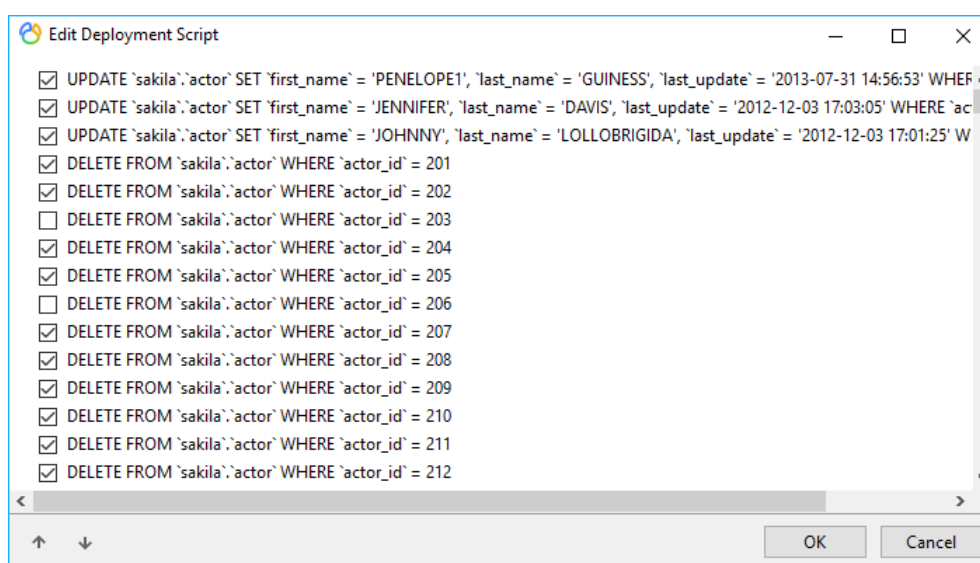 Edit Deployment Script
UPDATE `sakila`.`actor` SET `first_name` = 'PENELOPE1', `last_name` = 'GUINESS', `last_update` = '2013-07-31 14:56:53' WHER
UPDATE `sakila`.`actor` SET `first_name` = 'JENNIFER', `last_name` = 'DAVIS', `last_update` = '2012-12-03 17:03:05' WHERE `ac
UPDATE `sakila`.`actor` SET `first_name` = 'JOHNNY', `last_name` = 'LOLLOBRIGIDA', `last_update` = '2012-12-03 17:01:25' W
DELETE FROM `sakila`.`actor` WHERE `actor_id` = 201
DELETE FROM `sakila`.`actor` WHERE `actor_id` = 202
DELETE FROM `sakila`.`actor` WHERE `actor_id` = 203
DELETE FROM `sakila`.`actor` WHERE `actor_id` = 204
DELETE FROM `sakila`.`actor` WHERE `actor_id` = 205
DELETE FROM `sakila`.`actor` WHERE `actor_id` = 206
DELETE FROM `sakila`.`actor` WHERE `actor_id` = 207
DELETE FROM `sakila`.`actor` WHERE `actor_id` = 208
DELETE FROM `sakila`.`actor` WHERE `actor_id` = 209
DELETE FROM `sakila`.`actor` WHERE `actor_id` = 210
DELETE FROM `sakila`.`actor` WHERE `actor_id` = 211
DELETE FROM `sakila`.`actor` WHERE `actor_id` = 212
OK Cancel